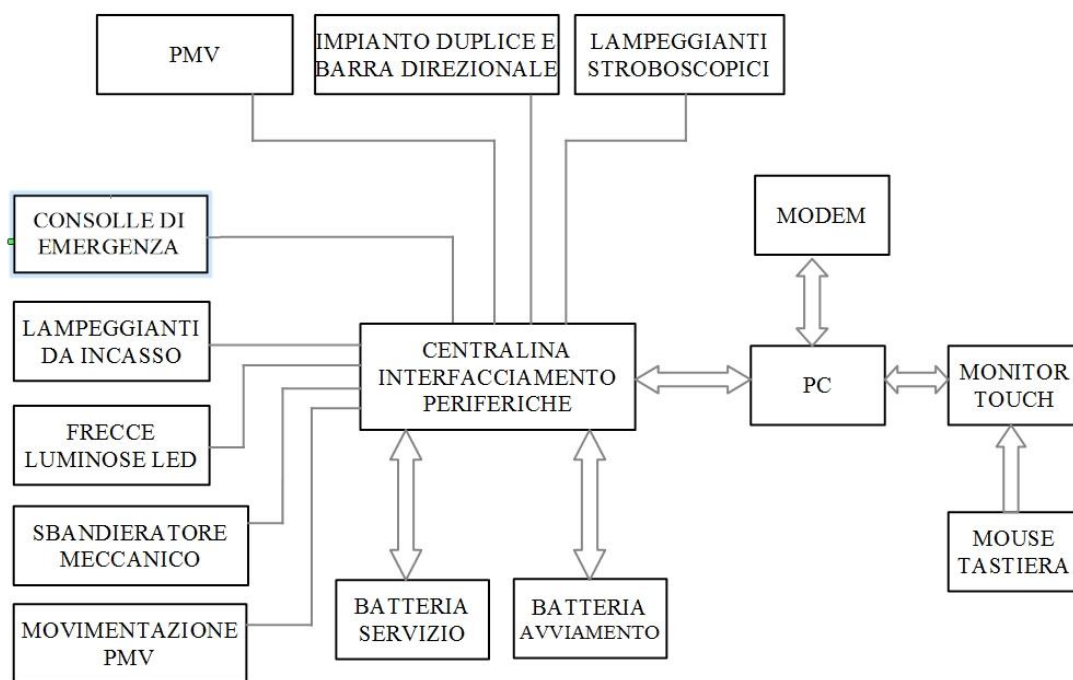 PMV
IMPIANTO DUPLICE E
BARRA DIREZIONALE
LAMPEGGIANTI
STROBOSCOPICI
CONSOLLE DI
EMERGENZA
MODEM
LAMPEGGIANTI
DA INCASSO
CENTRALINA
INTERFACCIAMENTO
PERIFERICHE
PC
MONITOR
TOUCH
FRECCE
LUMINOSE LED
SBANDIERATORE
MECCANICO
MOUSE
TASTIERA
MOVIMENTAZIONE
PMV
BATTERIA
SERVIZIO
BATTERIA
AVVIAMENTO